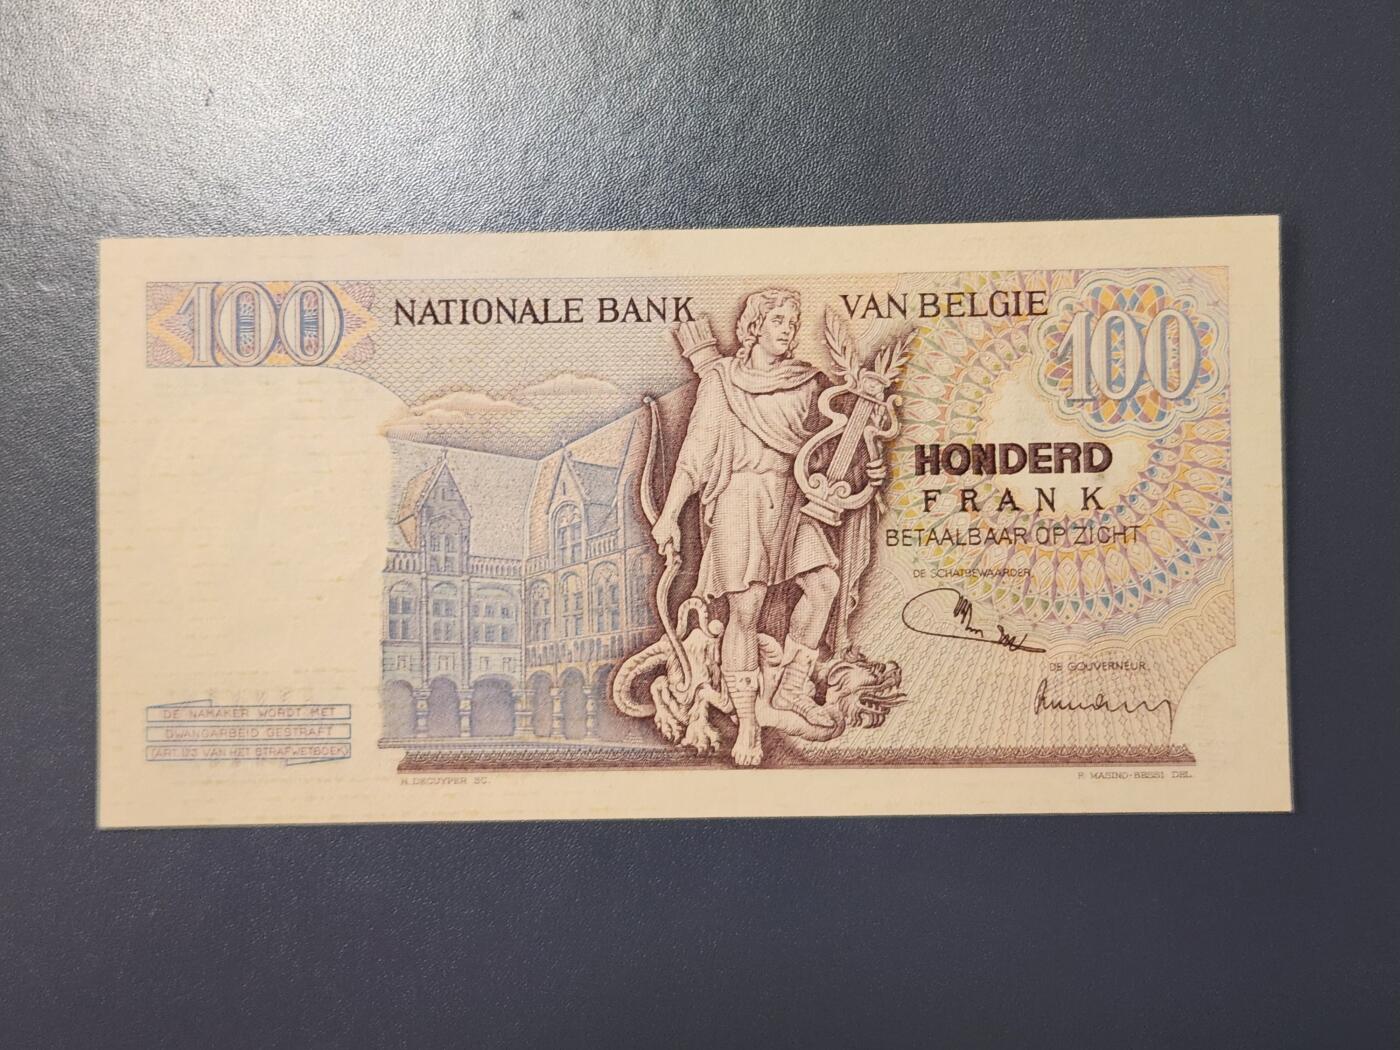 100
NATIONALE BANK VAN BELGIE
100
HONDERD
FRANK
BETAALBAAR OP ZICHT
DE SCHATBEWAARDER,
DE GOUVERNEUR,
DE NAMAKER WORDT MET
DWANGARBEID GESTRAFT
(ART. 173 VAN HET STRAFWETBOEK)
H. DECUYPER SC.
F. MASINO-BESSI DEL.